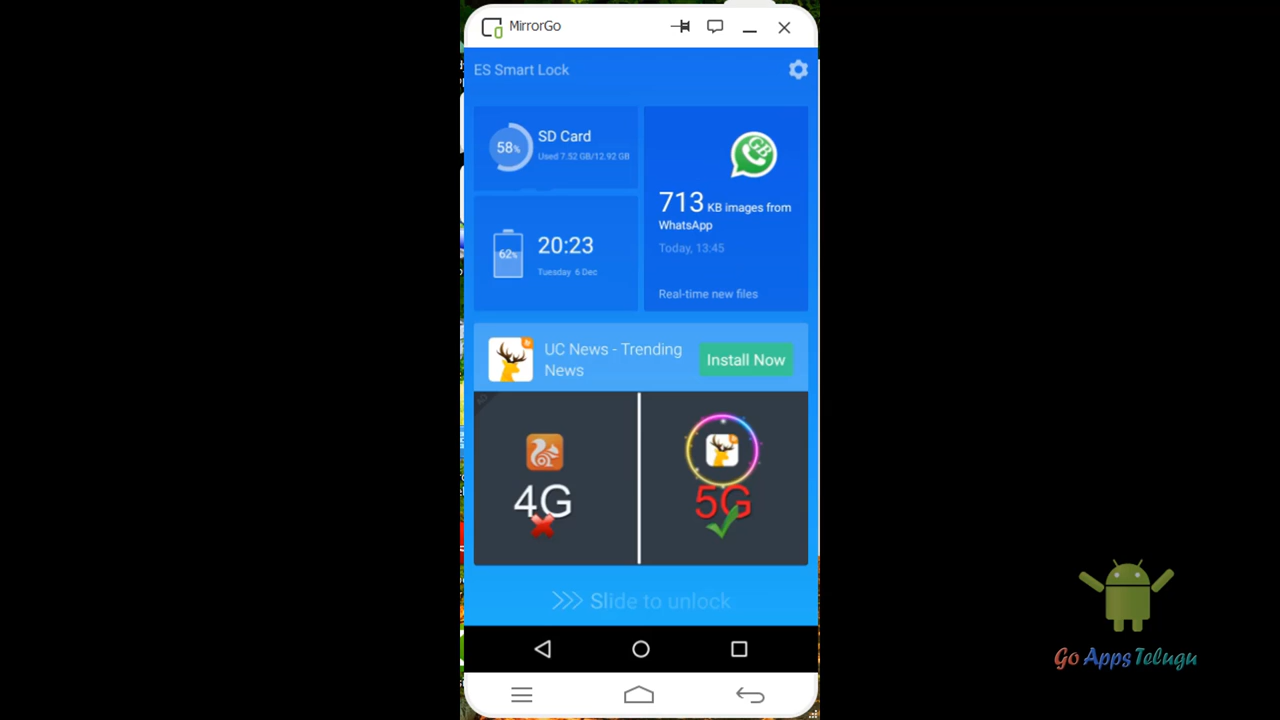 MirrorGo
ES Smart Lock
58%
SD Card
Used 7.52 GB/12.92 GB
62%
20:23
Tuesday 6 Dec
GB
713 KB images from
WhatsApp
Today, 13:45
Real-time new files
UC News - Trending
News
Install Now
AD
4G
5G
Slide to unlock
Go Apps Telugu